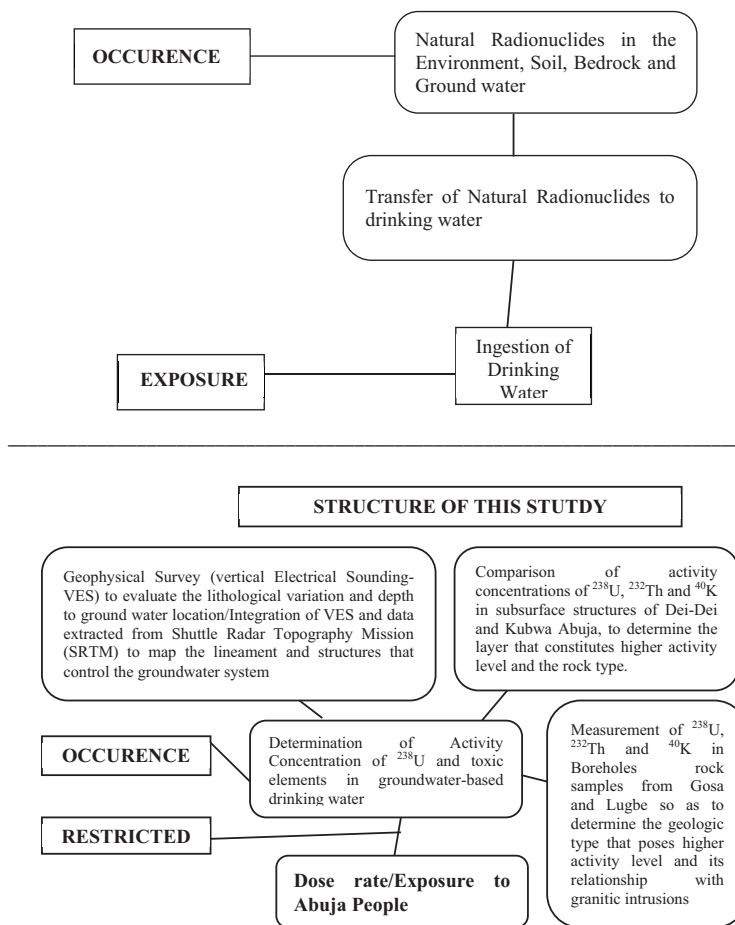 OCCURENCE
Natural Radionuclides in the
Environment, Soil, Bedrock and
Ground water
Transfer of Natural Radionuclides to
drinking water
EXPOSURE
Ingestion of
Drinking
Water
STRUCTURE OF THIS STUTDY
Geophysical Survey (vertical Electrical Sounding-
VES) to evaluate the lithological variation and depth
to ground water location/Integration of VES and data
extracted from Shuttle Radar Topography Mission
(SRTM) to map the lineament and structures that
control the groundwater system
Comparison of activity
concentrations of ²³⁸U, ²³²Th and ⁴⁰K
in subsurface structures of Dei-Dei
and Kubwa Abuja, to determine the
layer that constitutes higher activity
level and the rock type.
OCCURENCE
Determination of Activity
Concentration of ²³⁸U and toxic
elements in groundwater-based
drinking water
Measurement of ²³⁸U,
²³²Th and ⁴⁰K in
Boreholes rock
samples from Gosa
and Lugbe so as to
determine the geologic
type that poses higher
activity level and its
relationship with
granitic intrusions
RESTRICTED
Dose rate/Exposure to
Abuja People